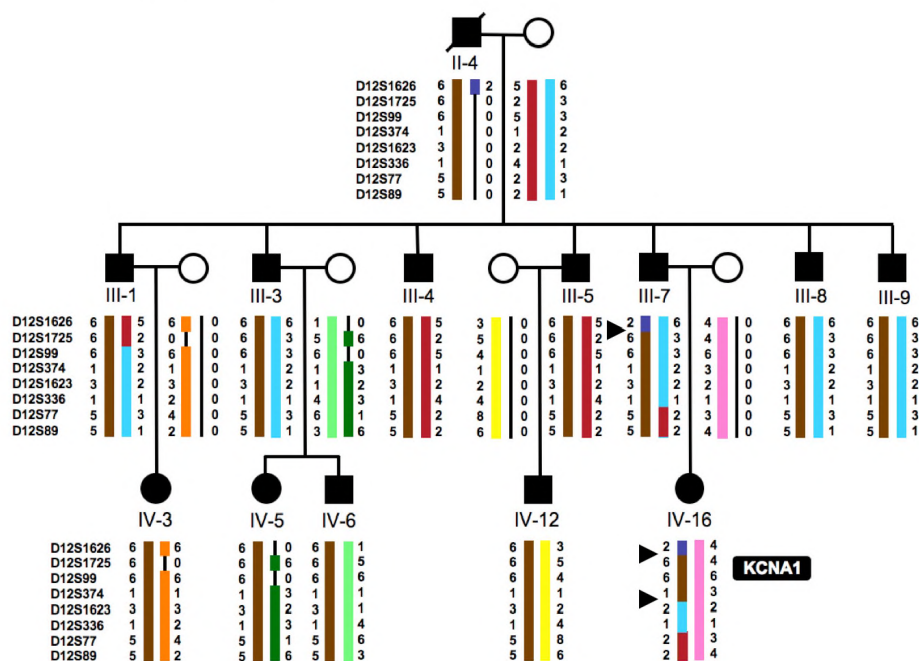 II-4
D12S1626 6 2 5 6
D12S1725 6 0 2 3
D12S99 6 0 5 3
D12S374 1 0 1 2
D12S1623 3 0 2 2
D12S336 1 0 4 1
D12S77 5 0 2 3
D12S89 5 0 2 1
III-1 III-3 III-4 III-5 III-7 III-8 III-9
D12S1626 6 5 6 0 6 6 1 0 6 5 3 0 6 5 2 6 4 0 6 6 6 6
D12S1725 6 2 0 0 6 3 5 6 6 2 5 0 6 2 6 3 4 0 6 3 6 3
D12S99 6 3 6 0 6 3 6 0 6 5 4 0 6 5 6 3 6 0 6 3 6 3
D12S374 1 2 1 0 1 2 1 3 1 1 1 0 1 1 1 2 3 0 1 2 1 2
D12S1623 3 2 3 0 3 2 1 2 3 2 2 0 3 2 3 2 2 0 3 2 3 2
D12S336 1 1 2 0 1 1 4 3 1 4 4 0 1 4 1 1 1 0 1 1 1 1
D12S77 5 3 4 0 5 3 6 1 5 2 8 0 5 2 5 2 3 0 5 3 5 3
D12S89 5 1 2 0 5 1 3 6 5 2 6 0 5 2 5 2 4 0 5 1 5 1
IV-3 IV-5 IV-6 IV-12 IV-16
D12S1626 6 6 6 0 6 1 6 3 2 4
D12S1725 6 0 6 6 6 5 6 5 6 4
D12S99 6 6 6 0 6 6 6 4 6 6
D12S374 1 1 1 3 1 1 1 1 1 3
D12S1623 3 3 3 2 3 1 3 2 2 2
D12S336 1 2 1 3 1 4 1 4 1 1
D12S77 5 4 5 1 5 6 5 8 2 3
D12S89 5 2 5 6 5 3 5 6 2 4
KCNA1